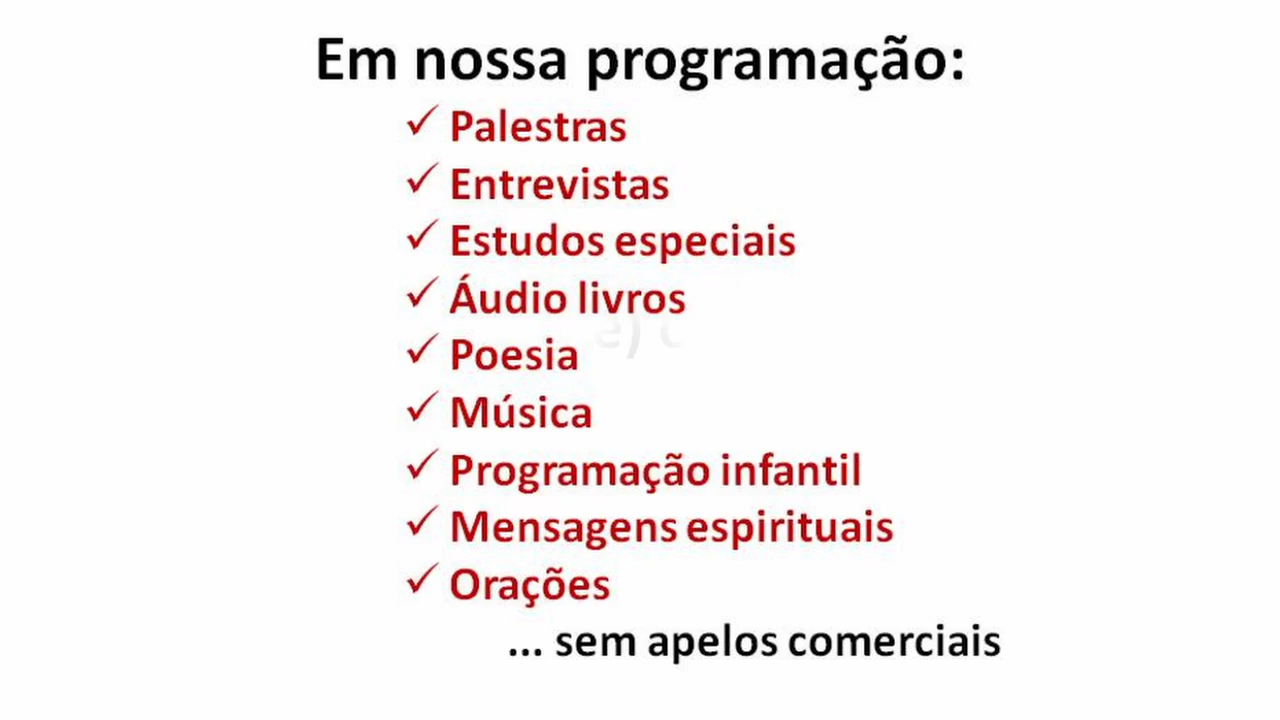 Em nossa programação:
✓ Palestras
✓ Entrevistas
✓ Estudos especiais
✓ Áudio livros
✓ Poesia
✓ Música
✓ Programação infantil
✓ Mensagens espirituais
✓ Orações
... sem apelos comerciais